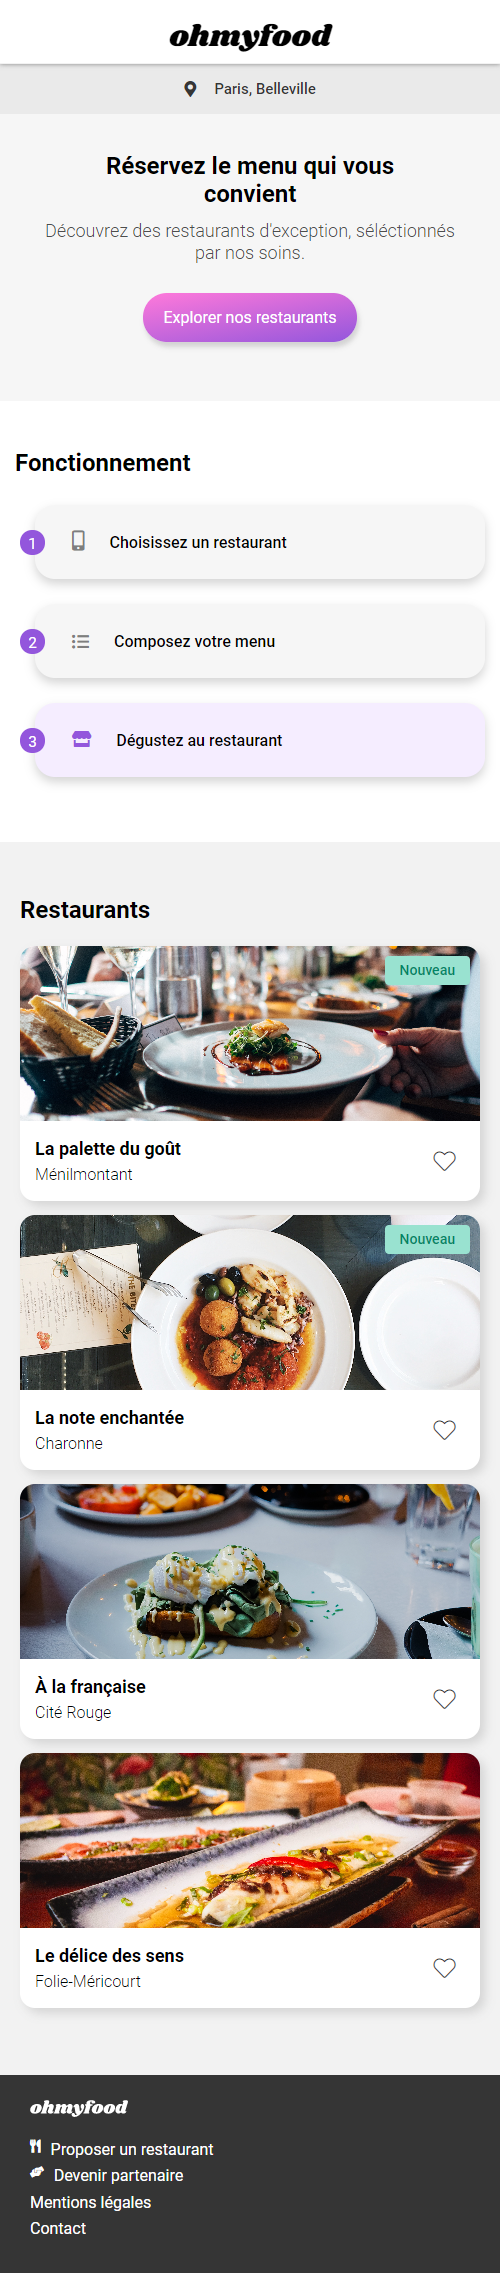 ohmyfood
Paris, Belleville
Réservez le menu qui vous
convient
Découvrez des restaurants d'exception, séléctionnés
par nos soins.
Explorer nos restaurants
Fonctionnement
1 Choisissez un restaurant
2 Composez votre menu
3 Dégustez au restaurant
Restaurants
Nouveau
La palette du goût
Ménilmontant
Nouveau
La note enchantée
Charonne
À la française
Cité Rouge
Le délice des sens
Folie-Méricourt
ohmyfood
Proposer un restaurant
Devenir partenaire
Mentions légales
Contact